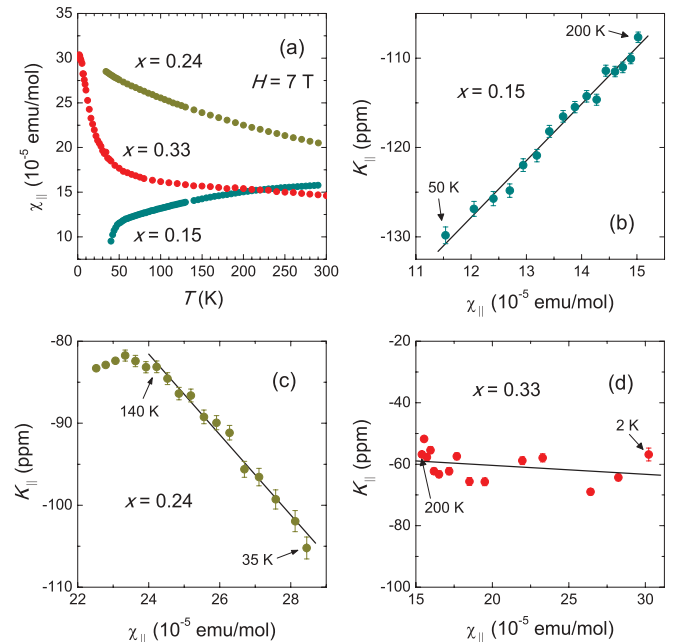 (a)
x = 0.24
H = 7 T
x = 0.33
x = 0.15
35
30
25
20
15
10
0 50 100 150 200 250 300
T (K)
χ|| (10⁻⁵ emu/mol)
(b)
200 K
x = 0.15
50 K
-110
-120
-130
11 12 13 14 15
χ|| (10⁻⁵ emu/mol)
K|| (ppm)
(c)
140 K
x = 0.24
35 K
-80
-90
-100
-110
22 24 26 28
χ|| (10⁻⁵ emu/mol)
K|| (ppm)
(d)
x = 0.33
2 K
200 K
-20
-40
-60
-80
-100
15 20 25 30
χ|| (10⁻⁵ emu/mol)
K|| (ppm)